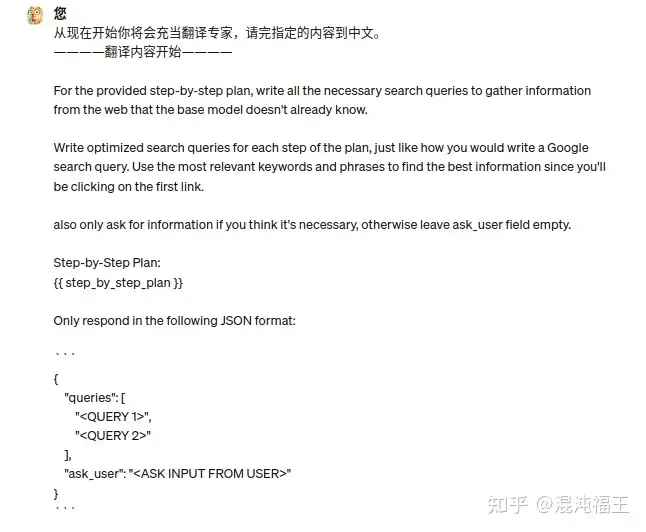 您
从现在开始你将会充当翻译专家，请完指定的内容到中文。
————翻译内容开始————
For the provided step-by-step plan, write all the necessary search queries to gather information
from the web that the base model doesn't already know.
Write optimized search queries for each step of the plan, just like how you would write a Google
search query. Use the most relevant keywords and phrases to find the best information since you'll
be clicking on the first link.
also only ask for information if you think it's necessary, otherwise leave ask_user field empty.
Step-by-Step Plan:
{{ step_by_step_plan }}
Only respond in the following JSON format:
```
{
"queries": [
"<QUERY 1>",
"<QUERY 2>"
],
"ask_user": "<ASK INPUT FROM USER>"
}
```
知乎 @混沌福王